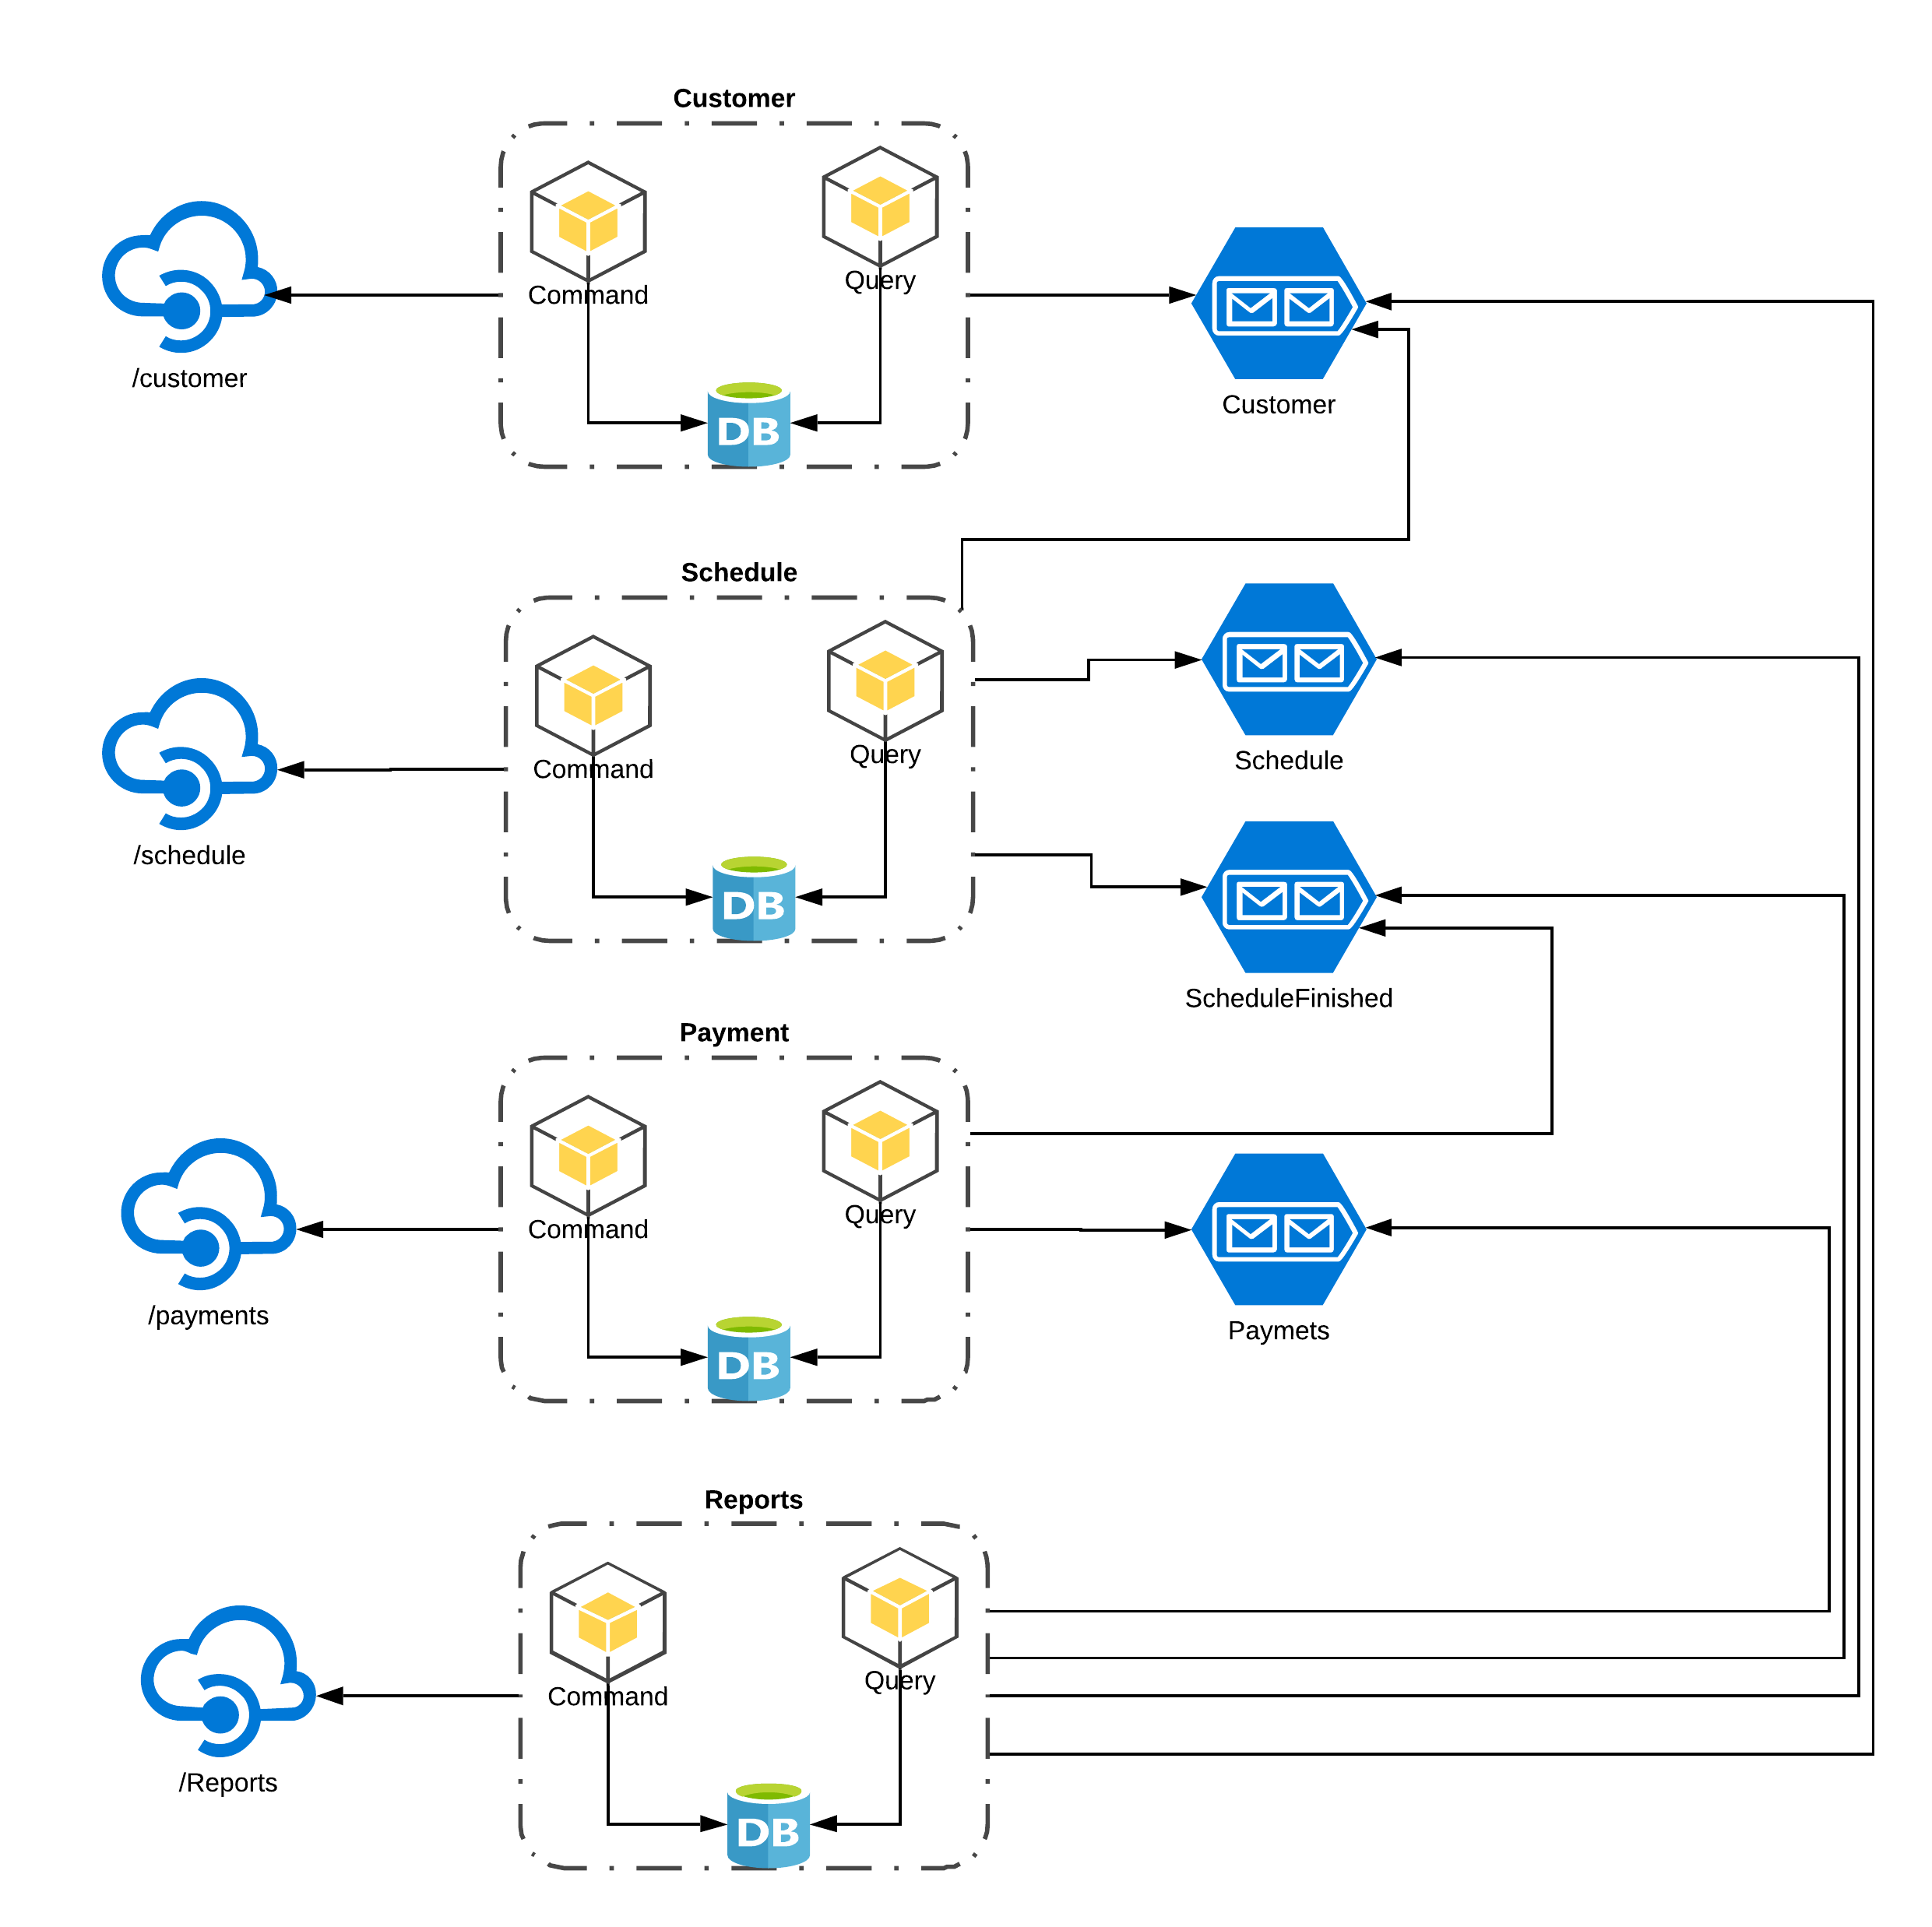 Customer
Command
Query
DB
/customer
Customer
Schedule
Command
Query
DB
/schedule
Schedule
ScheduleFinished
Payment
Command
Query
DB
/payments
Paymets
Reports
Command
Query
DB
/Reports